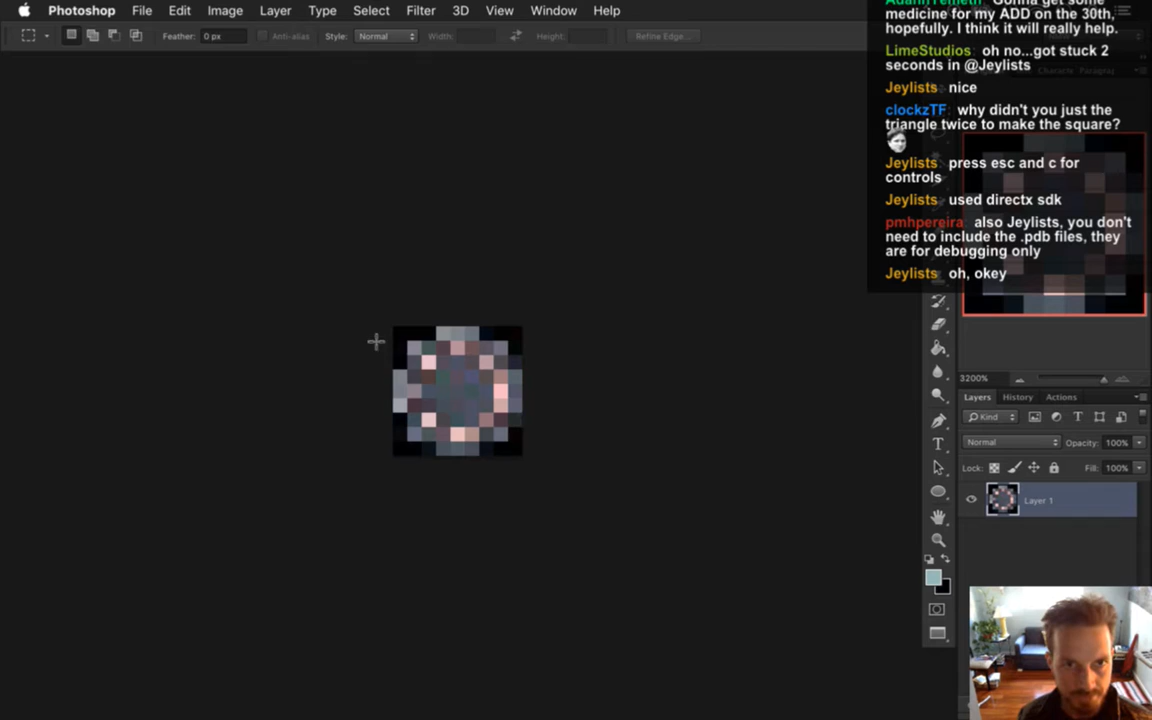 Photoshop File Edit Image Layer Type Select Filter 3D View Window Help
Feather: 0 px Anti-alias Style: Normal Width: Height: Refine Edge...
Gonna get some
medicine for my ADD on the 30th,
hopefully. I think it will really help.
LimeStudios: oh no...got stuck 2
seconds in @Jeylists
Jeylists: nice
clockzTF: why didn't you just the
triangle twice to make the square?
Jeylists: press esc and c for
controls
Jeylists: used directx sdk
pmhpereira: also Jeylists, you don't
need to include the .pdb files, they
are for debugging only
Jeylists: oh, okey
3200%
Layers History Actions
Kind
Normal Opacity: 100%
Lock: Fill: 100%
Layer 1